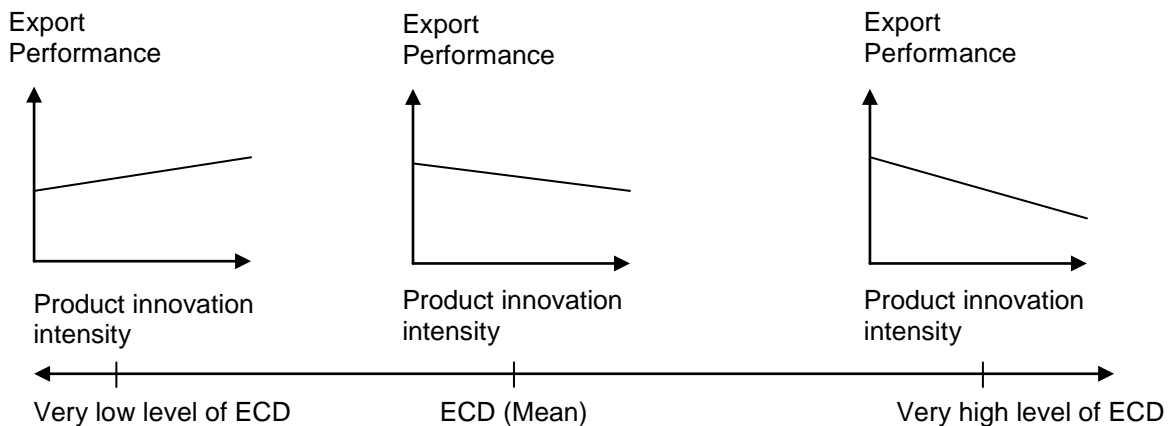 Export
Performance
Export
Performance
Export
Performance
Product innovation
intensity
Product innovation
intensity
Product innovation
intensity
Very low level of ECD
ECD (Mean)
Very high level of ECD